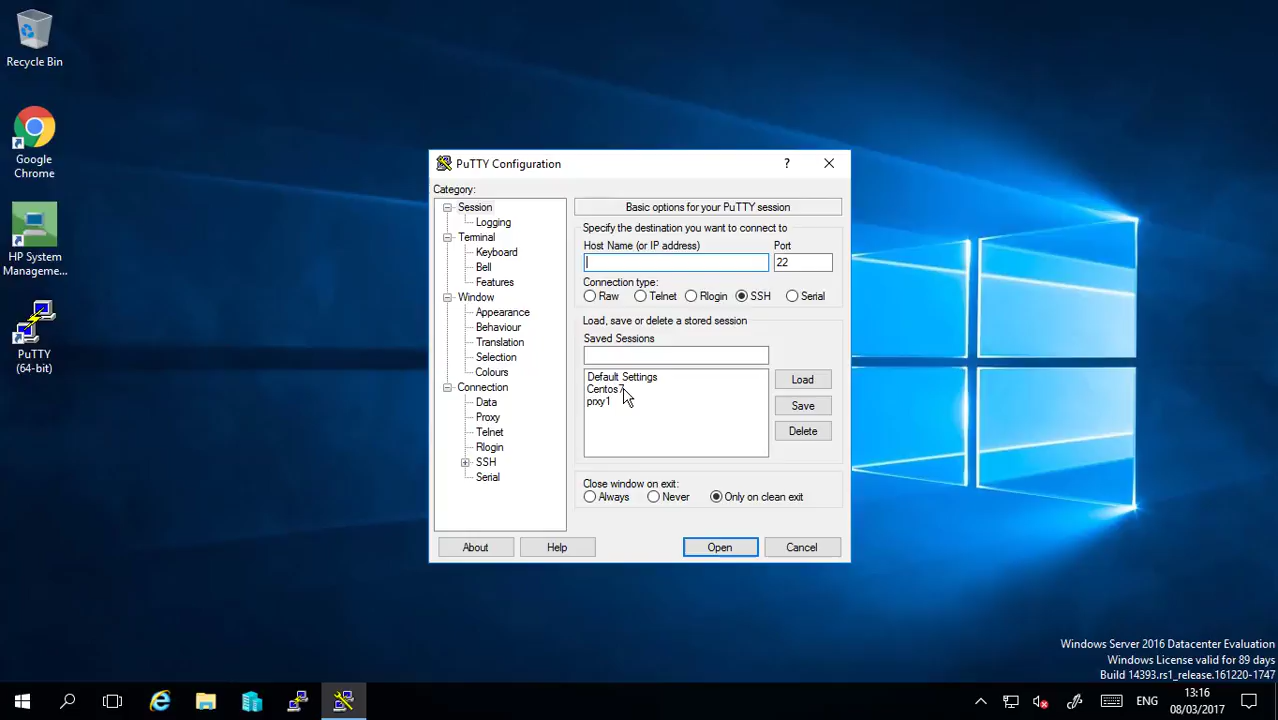 Recycle Bin
Google
Chrome
HP System
Manageme...
PuTTY
(64-bit)
PuTTY Configuration
?
Category:
Session
Logging
Terminal
Keyboard
Bell
Features
Window
Appearance
Behaviour
Translation
Selection
Colours
Connection
Data
Proxy
Telnet
Rlogin
SSH
Serial
Basic options for your PuTTY session
Specify the destination you want to connect to
Host Name (or IP address) Port
22
Connection type:
Raw Telnet Rlogin SSH Serial
Load, save or delete a stored session
Saved Sessions
Default Settings
Centos7
prxy1
Load
Save
Delete
Close window on exit:
Always Never Only on clean exit
About Help Open Cancel
Windows Server 2016 Datacenter Evaluation
Windows License valid for 89 days
Build 14393.rs1_release.161220-1747
ENG
13:16
08/03/2017